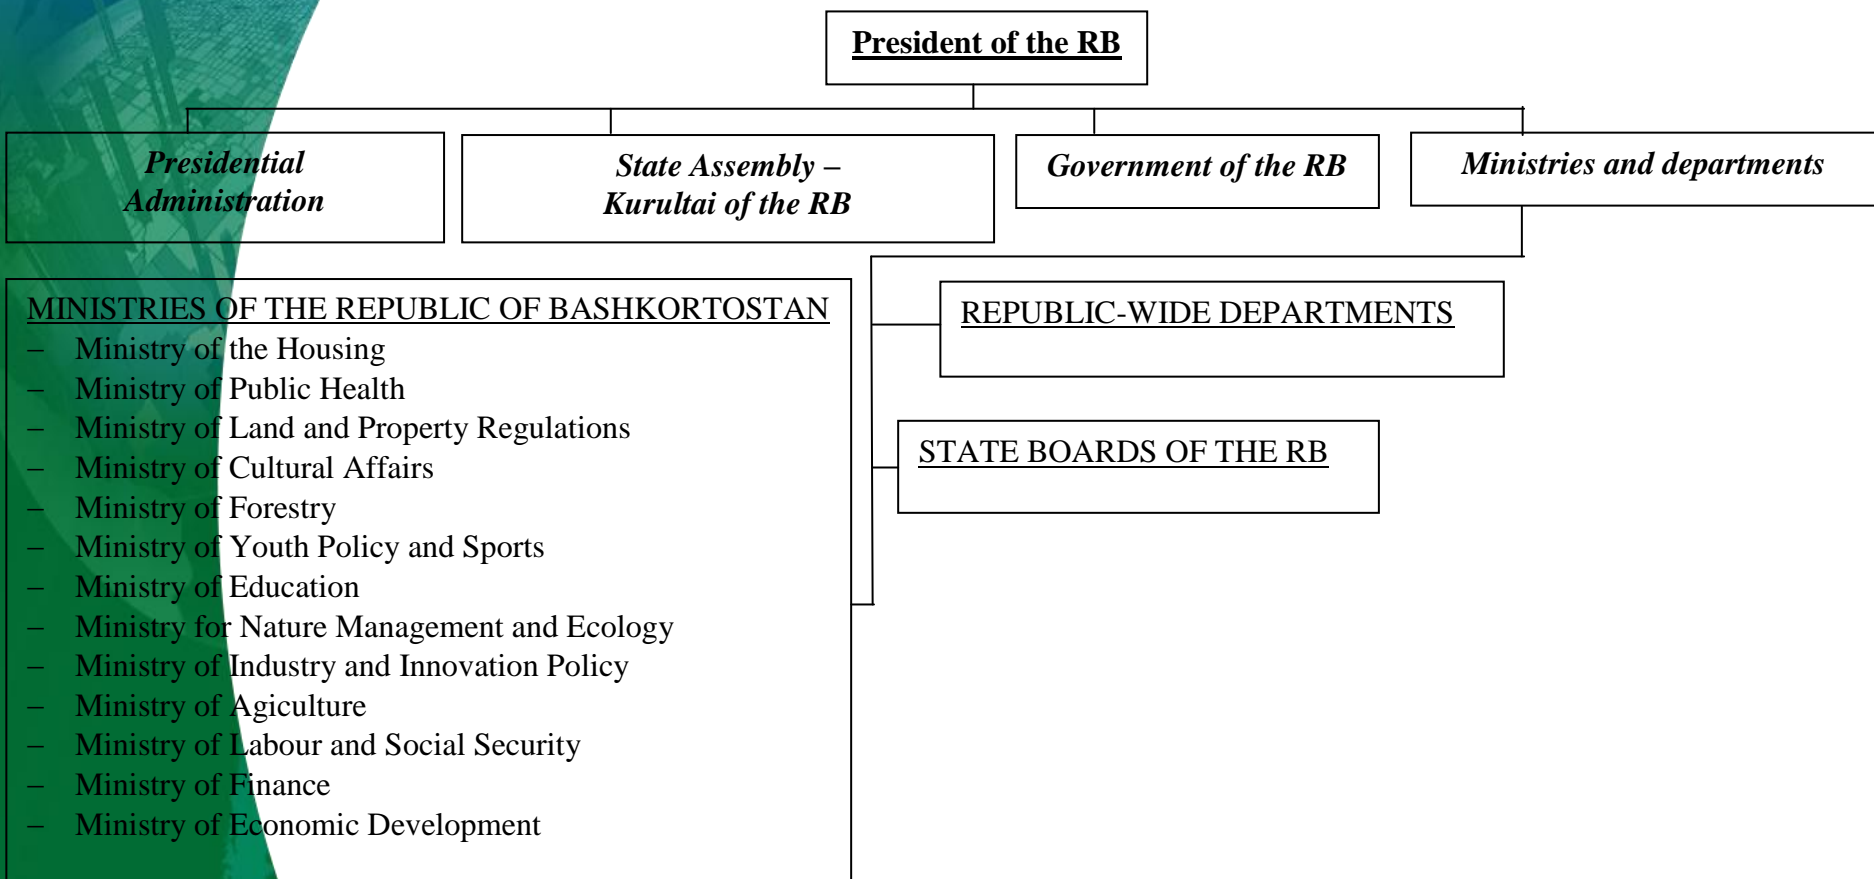 President of the RB
Presidential
Administration
State Assembly –
Kurultai of the RB
Government of the RB
Ministries and departments
MINISTRIES OF THE REPUBLIC OF BASHKORTOSTAN
– Ministry of the Housing
– Ministry of Public Health
– Ministry of Land and Property Regulations
– Ministry of Cultural Affairs
– Ministry of Forestry
– Ministry of Youth Policy and Sports
– Ministry of Education
– Ministry for Nature Management and Ecology
– Ministry of Industry and Innovation Policy
– Ministry of Agiculture
– Ministry of Labour and Social Security
– Ministry of Finance
– Ministry of Economic Development
REPUBLIC-WIDE DEPARTMENTS
STATE BOARDS OF THE RB